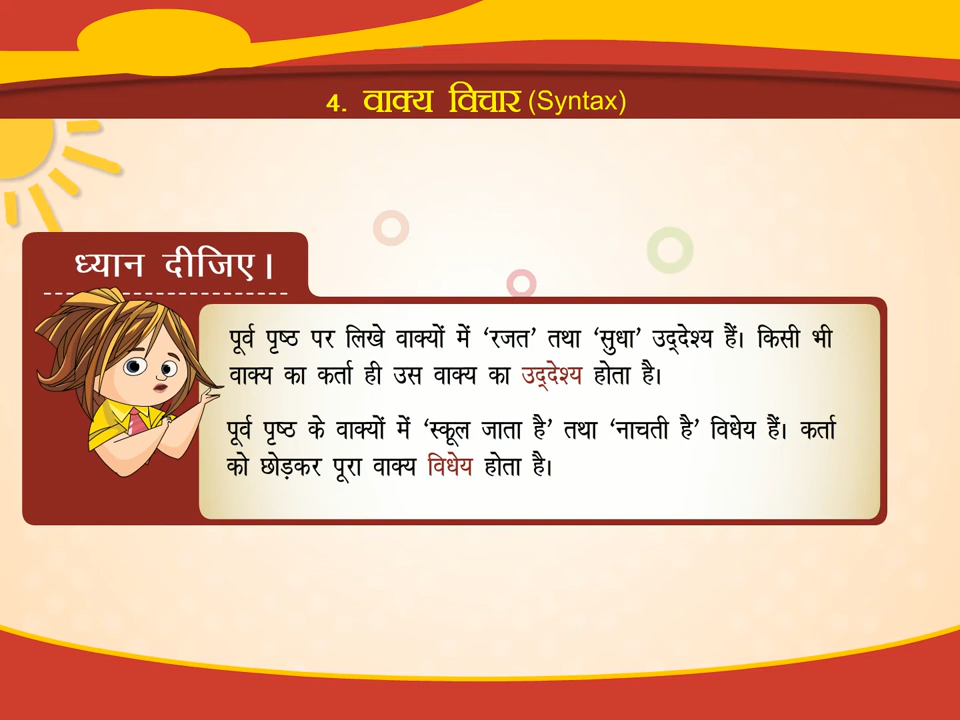 4. वाक्य विचार (Syntax)
ध्यान दीजिए।
पूर्व पृष्ठ पर लिखे वाक्यों में ‘रजत’ तथा ‘सुधा’ उद्‌देश्य हैं। किसी भी
वाक्य का कर्ता ही उस वाक्य का उद्‌देश्य होता है।
पूर्व पृष्ठ के वाक्यों में ‘स्कूल जाता है’ तथा ‘नाचती है’ विधेय हैं। कर्ता
को छोड़कर पूरा वाक्य विधेय होता है।